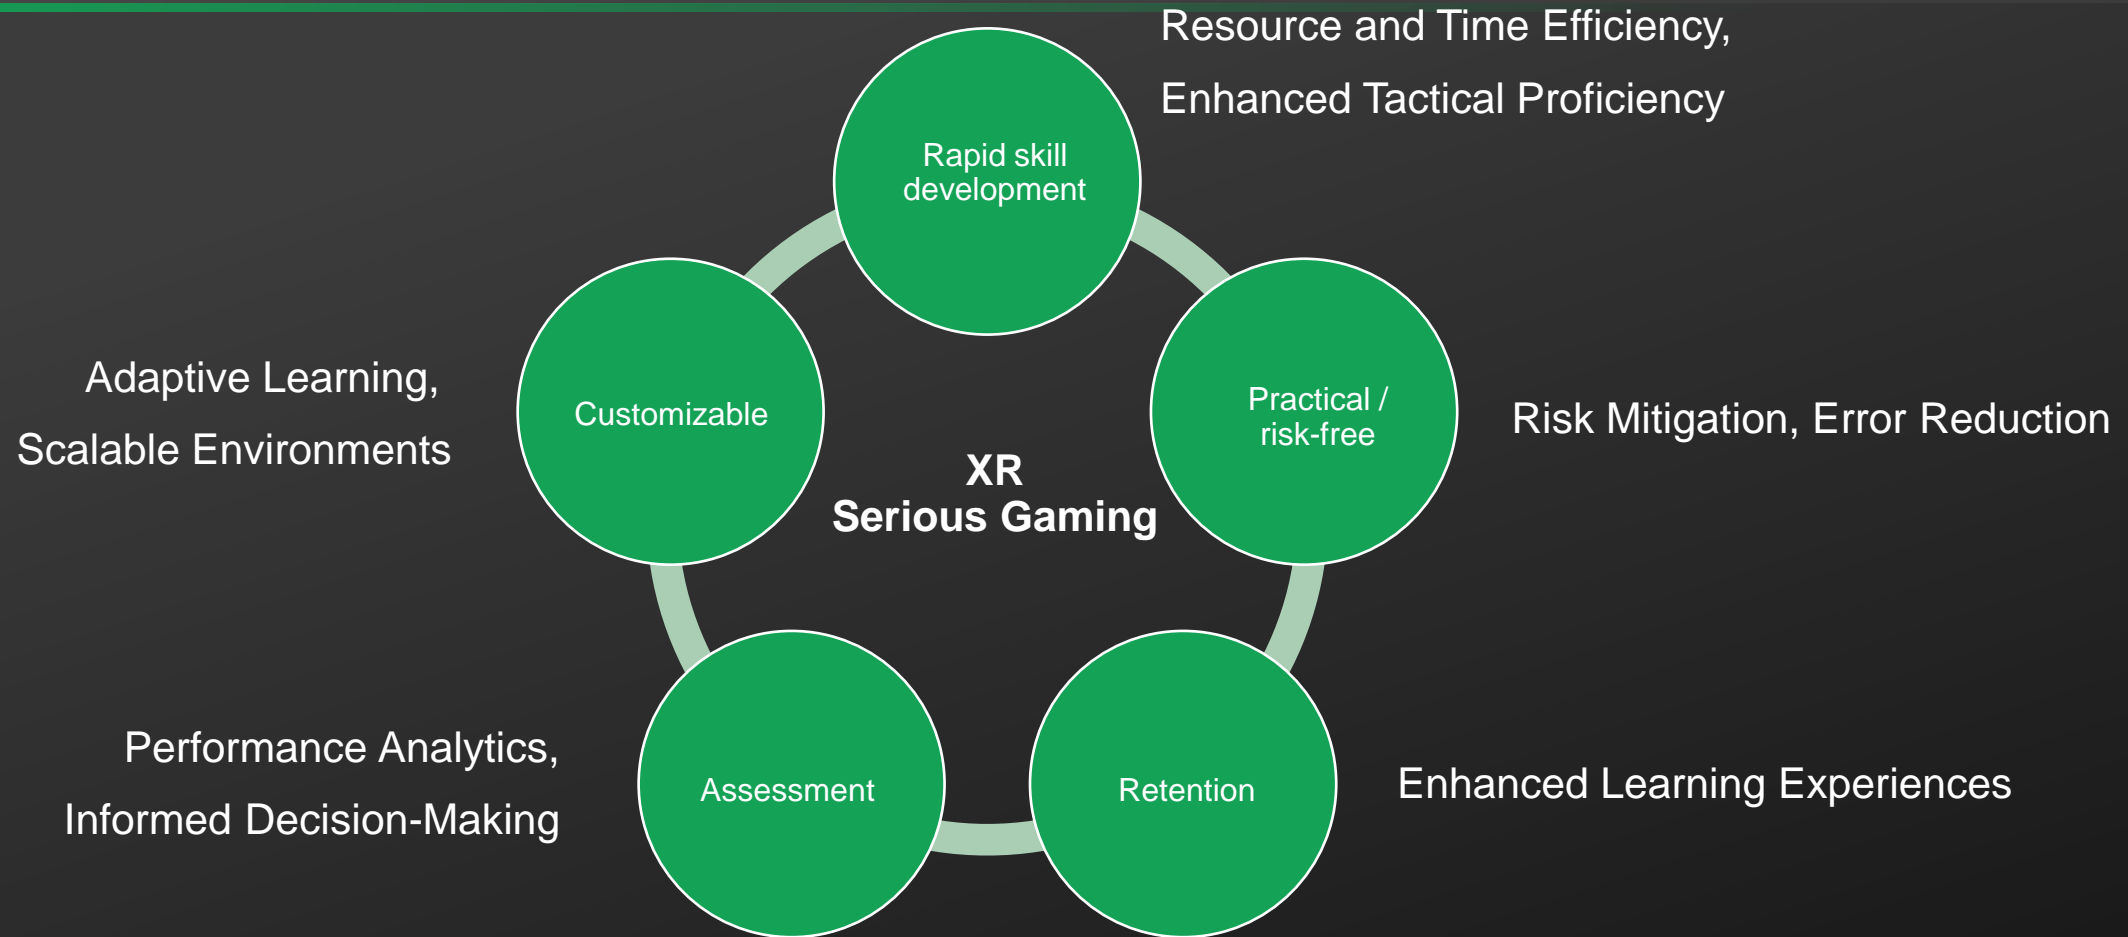 Resource and Time Efficiency,
Enhanced Tactical Proficiency
Rapid skill
development
Adaptive Learning,
Scalable Environments
Customizable
Practical /
risk-free
Risk Mitigation, Error Reduction
XR
Serious Gaming
Performance Analytics,
Informed Decision-Making
Assessment
Retention
Enhanced Learning Experiences